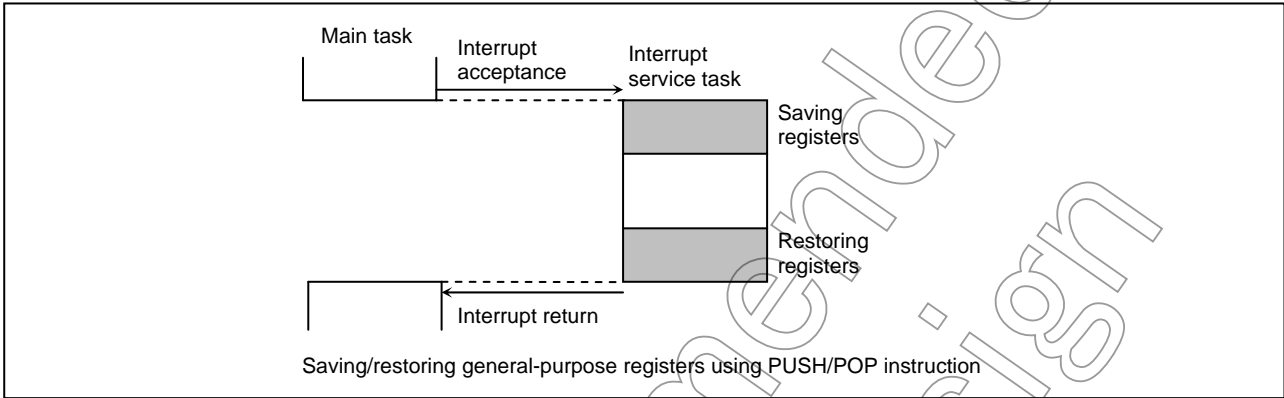 Main task
Interrupt
acceptance
Interrupt
service task
Saving
registers
Restoring
registers
Interrupt return
Saving/restoring general-purpose registers using PUSH/POP instruction